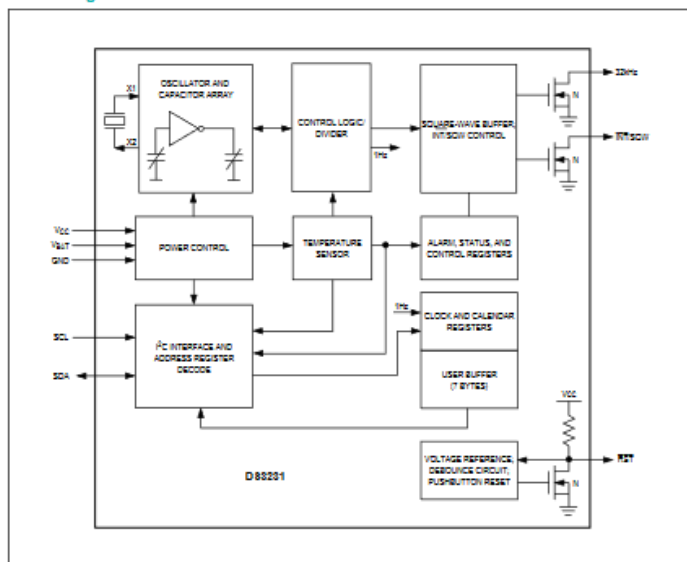 X1
X2
OSCILLATOR AND
CAPACITOR ARRAY
CONTROL LOGIC/
DIVIDER
1Hz
SQUARE-WAVE BUFFER,
INT/SQW CONTROL
N
32kHz
N
INT/SQW
VCC
VBAT
GND
POWER CONTROL
TEMPERATURE
SENSOR
ALARM, STATUS, AND
CONTROL REGISTERS
SCL
SDA
I²C INTERFACE AND
ADDRESS REGISTER
DECODE
1Hz
CLOCK AND CALENDAR
REGISTERS
USER BUFFER
(7 BYTES)
VCC
VOLTAGE REFERENCE,
DEBOUNCE CIRCUIT,
PUSHBUTTON RESET
N
RST
DS3231